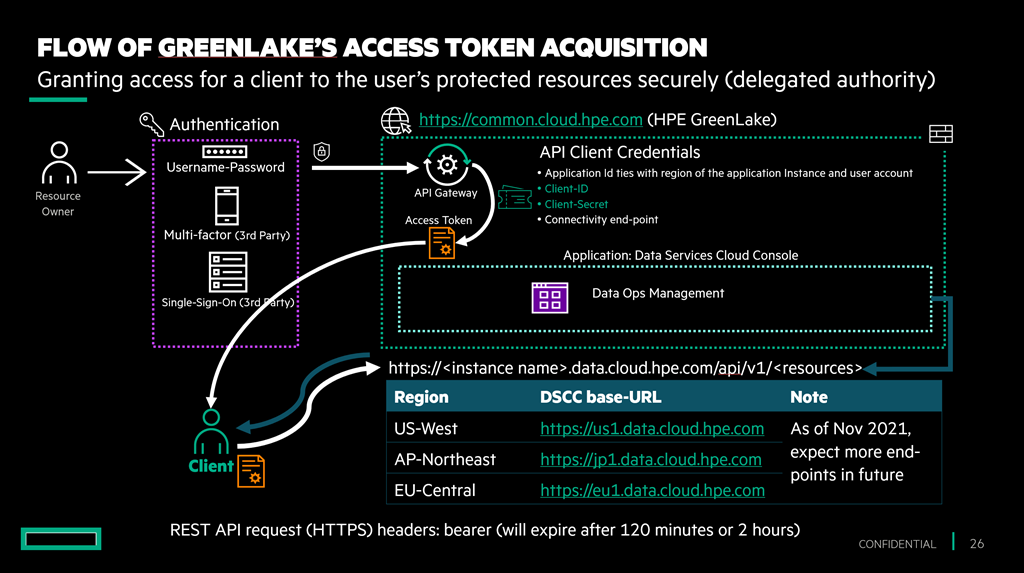 FLOW OF GREENLAKE'S ACCESS TOKEN ACQUISITION
Granting access for a client to the user's protected resources securely (delegated authority)
Authentication
https://common.cloud.hpe.com (HPE GreenLake)
Resource
Owner
Username-Password
Multi-factor (3rd Party)
Single-Sign-On (3rd Party)
API Gateway
Access Token
API Client Credentials
• Application Id ties with region of the application Instance and user account
• Client-ID
• Client-Secret
• Connectivity end-point
Application: Data Services Cloud Console
Data Ops Management
https://<instance name>.data.cloud.hpe.com/api/v1/<resources>
Region DSCC base-URL Note
US-West https://us1.data.cloud.hpe.com
AP-Northeast https://jp1.data.cloud.hpe.com
EU-Central https://eu1.data.cloud.hpe.com
As of Nov 2021,
expect more end-
points in future
Client
REST API request (HTTPS) headers: bearer (will expire after 120 minutes or 2 hours)
CONFIDENTIAL 26